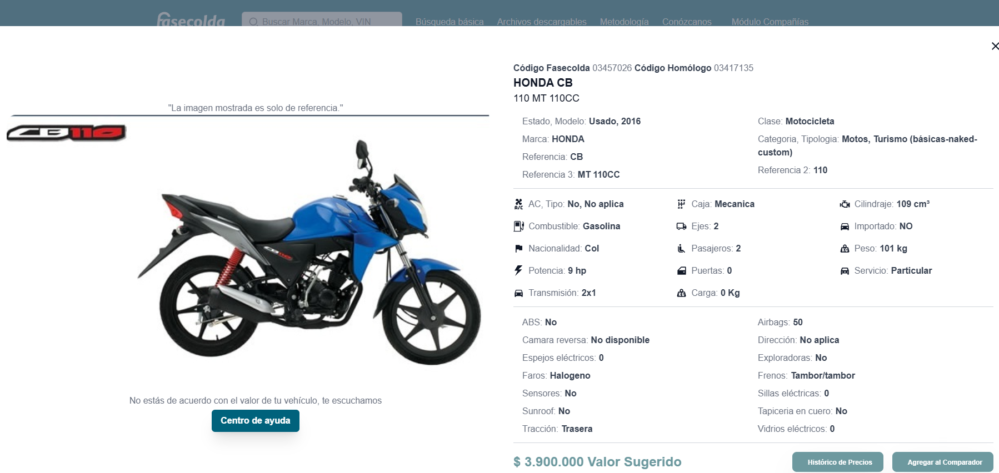 fasecolda
Buscar Marca, Modelo, VIN
Búsqueda básica
Archivos descargables
Metodología
Conózcanos
Módulo Compañías
"La imagen mostrada es solo de referencia."
CB110
CB110
No estás de acuerdo con el valor de tu vehículo, te escuchamos
Centro de ayuda
Código Fasecolda 03457026 Código Homólogo 03417135
HONDA CB
110 MT 110CC
Estado, Modelo: Usado, 2016
Marca: HONDA
Referencia: CB
Referencia 3: MT 110CC
Clase: Motocicleta
Categoria, Tipologia: Motos, Turismo (básicas-naked-
custom)
Referencia 2: 110
A/C
AC, Tipo: No, No aplica
Caja: Mecanica
Cilindraje: 109 cm³
Combustible: Gasolina
Ejes: 2
Importado: NO
Nacionalidad: Col
Pasajeros: 2
KG
Peso: 101 kg
Potencia: 9 hp
Puertas: 0
Servicio: Particular
Transmisión: 2x1
KG
Carga: 0 Kg
ABS: No
Airbags: 50
Camara reversa: No disponible
Dirección: No aplica
Espejos eléctricos: 0
Exploradoras: No
Faros: Halogeno
Frenos: Tambor/tambor
Sensores: No
Sillas eléctricas: 0
Sunroof: No
Tapiceria en cuero: No
Tracción: Trasera
Vidrios eléctricos: 0
$ 3.900.000 Valor Sugerido
Histórico de Precios
Agregar al Comparador